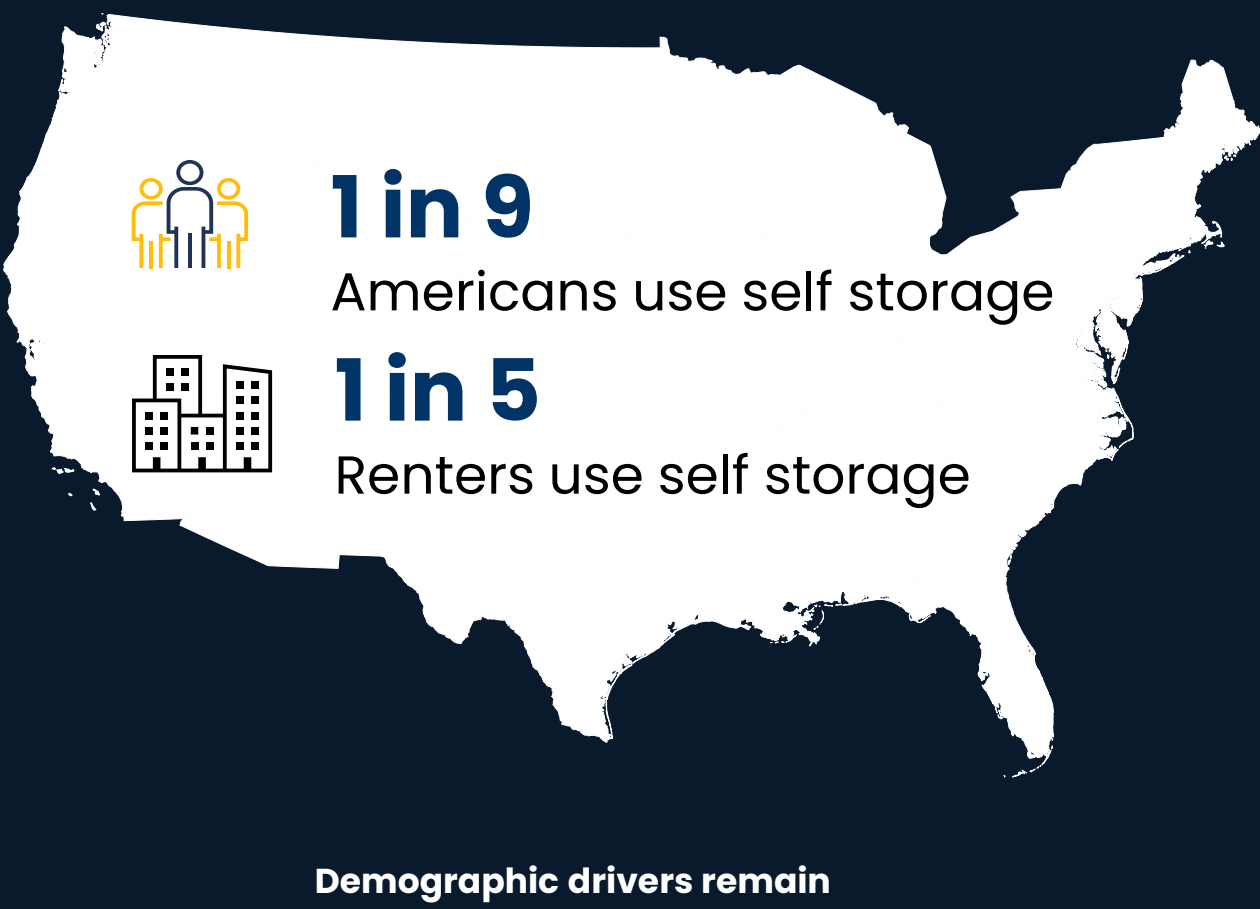 1 in 9
Americans use self storage
1 in 5
Renters use self storage
Demographic drivers remain